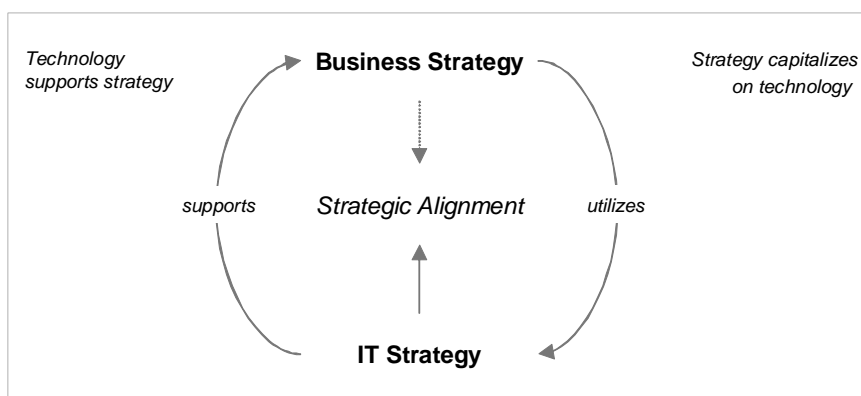 Technology
supports strategy
Business Strategy
Strategy capitalizes
on technology
supports
Strategic Alignment
utilizes
IT Strategy